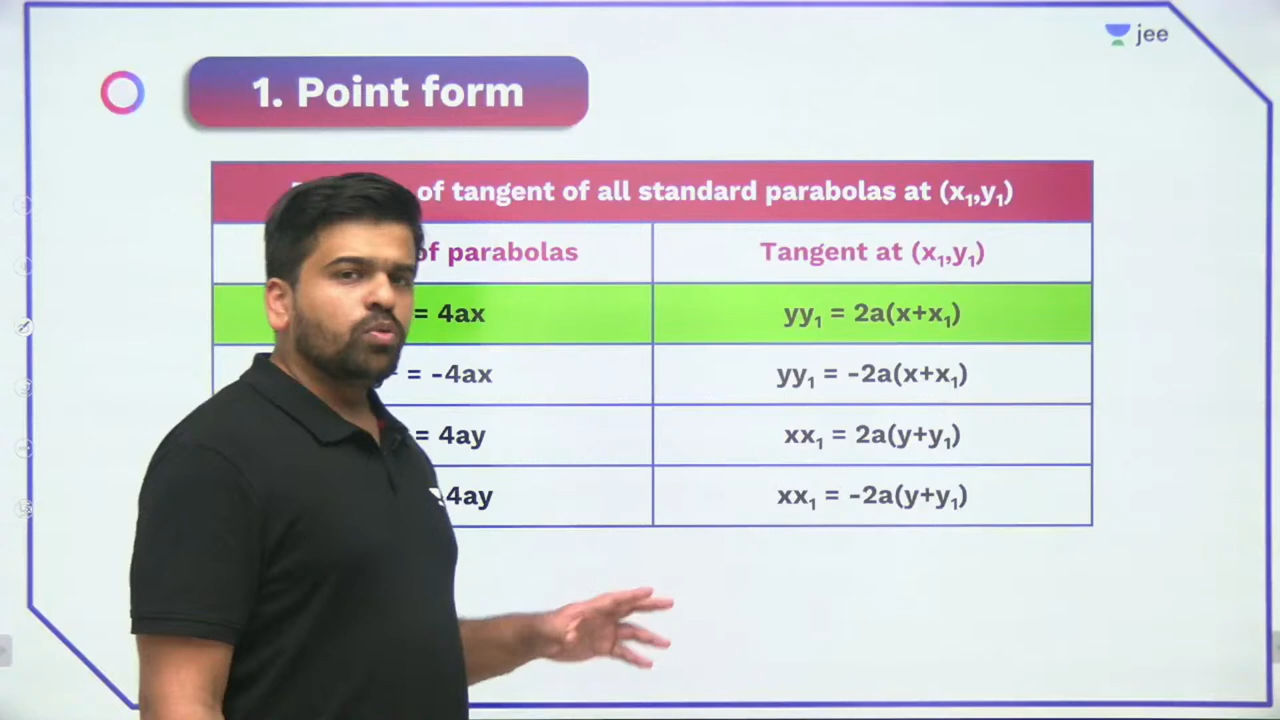 jee
1. Point form
of tangent of all standard parabolas at (x₁,y₁)
of parabolas
Tangent at (x₁,y₁)
= 4ax
yy₁ = 2a(x+x₁)
= -4ax
yy₁ = -2a(x+x₁)
= 4ay
xx₁ = 2a(y+y₁)
4ay
xx₁ = -2a(y+y₁)